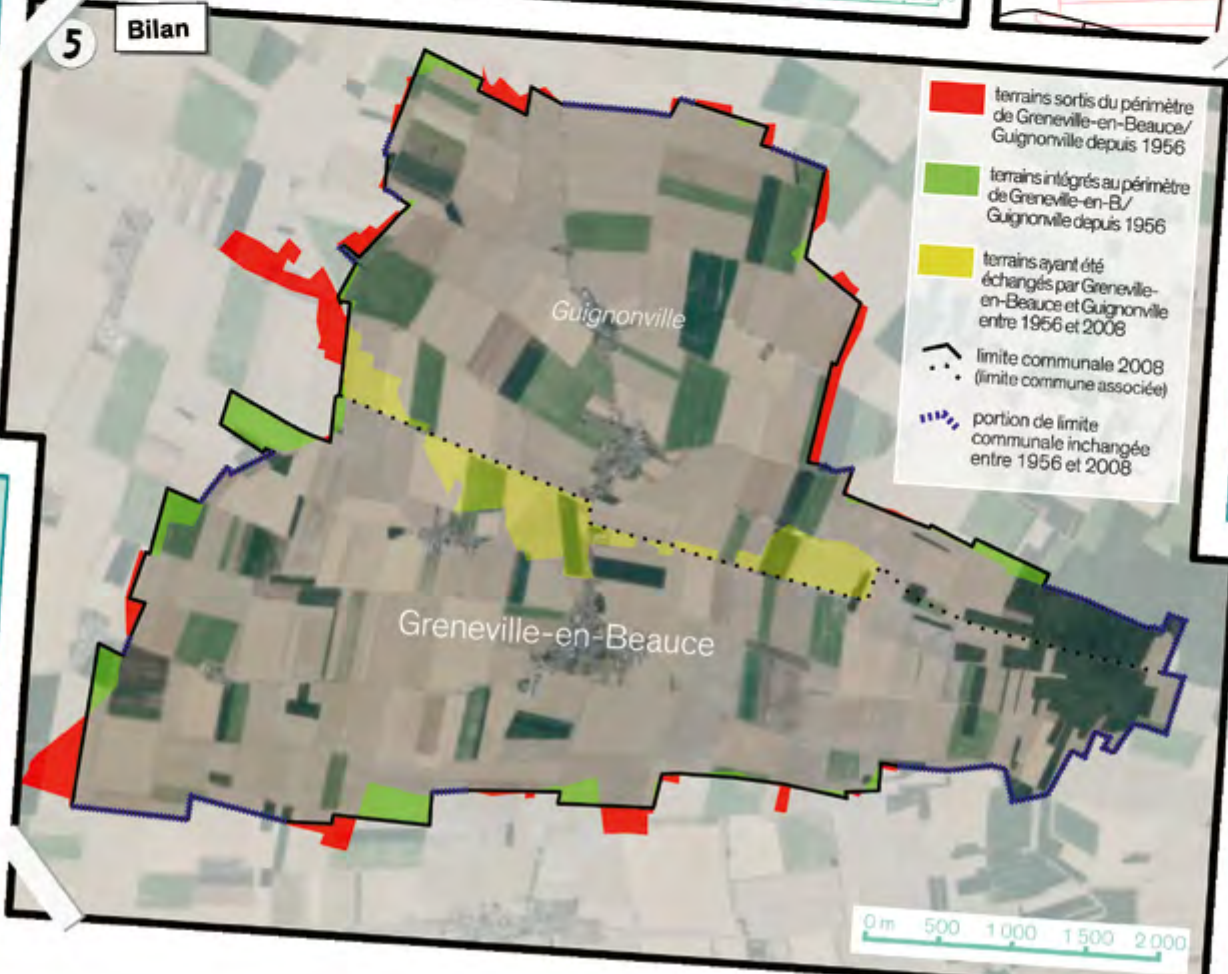 5
Bilan
terrains sortis du périmètre
de Greneville-en-Beauce/
Guignonville depuis 1956
terrains intégrés au périmètre
de Greneville-en-B./
Guignonville depuis 1956
terrains ayant été
échangés par Greneville-
en-Beauce et Guignonville
entre 1956 et 2008
limite communale 2008
(limite commune associée)
portion de limite
communale inchangée
entre 1956 et 2008
Guignonville
Greneville-en-Beauce
0 m 500 1 000 1 500 2 000